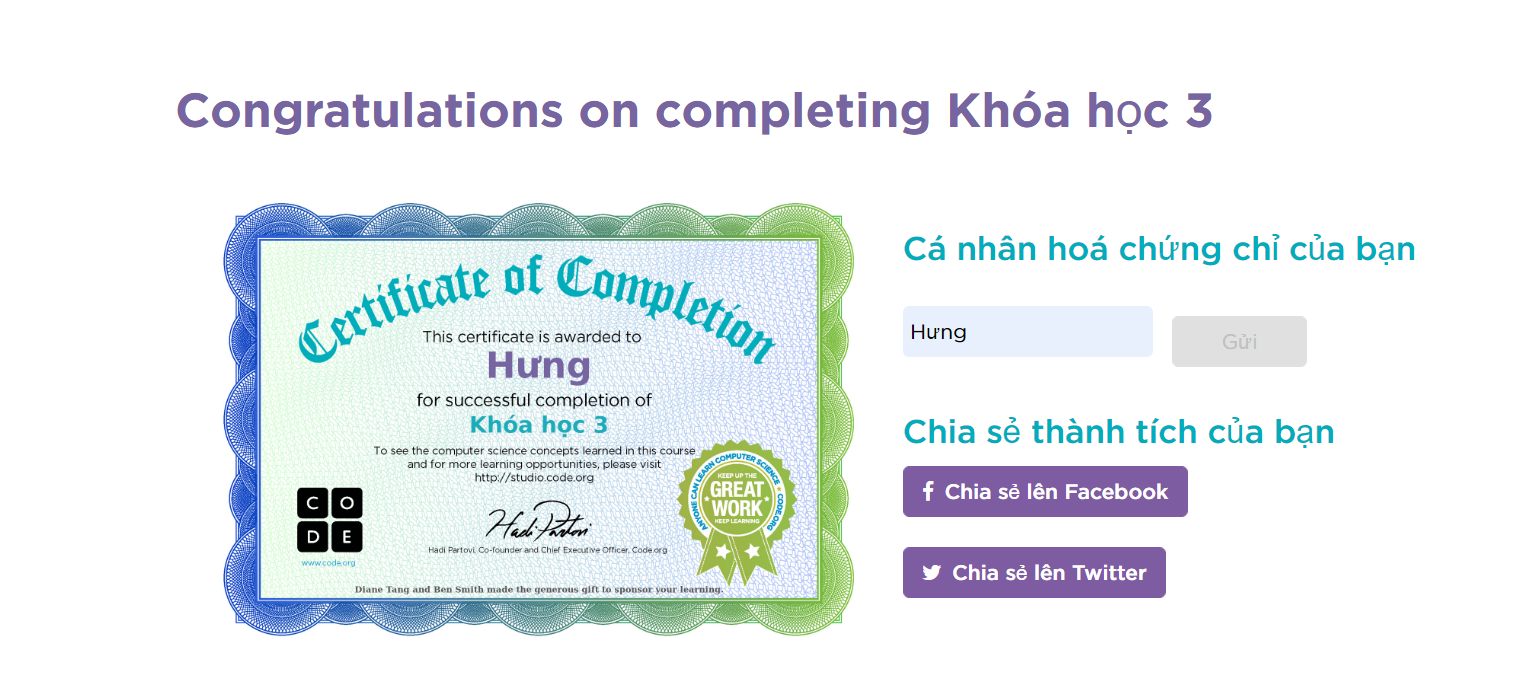 Congratulations on completing Khóa học 3
Certificate of Completion
This certificate is awarded to
Hưng
for successful completion of
Khóa học 3
To see the computer science concepts learned in this course
and for more learning opportunities, please visit
http://studio.code.org
C O
D E
www.code.org
Hadi Partovi
Hadi Partovi, Co-founder and Chief Executive Officer, Code.org
ANYONE CAN LEARN COMPUTER SCIENCE ★ CODE.ORG
KEEP UP THE
GREAT
WORK
KEEP LEARNING
Diane Tang and Ben Smith made the generous gift to sponsor your learning.
Cá nhân hoá chứng chỉ của bạn
Hưng
Gửi
Chia sẻ thành tích của bạn
Chia sẻ lên Facebook
Chia sẻ lên Twitter